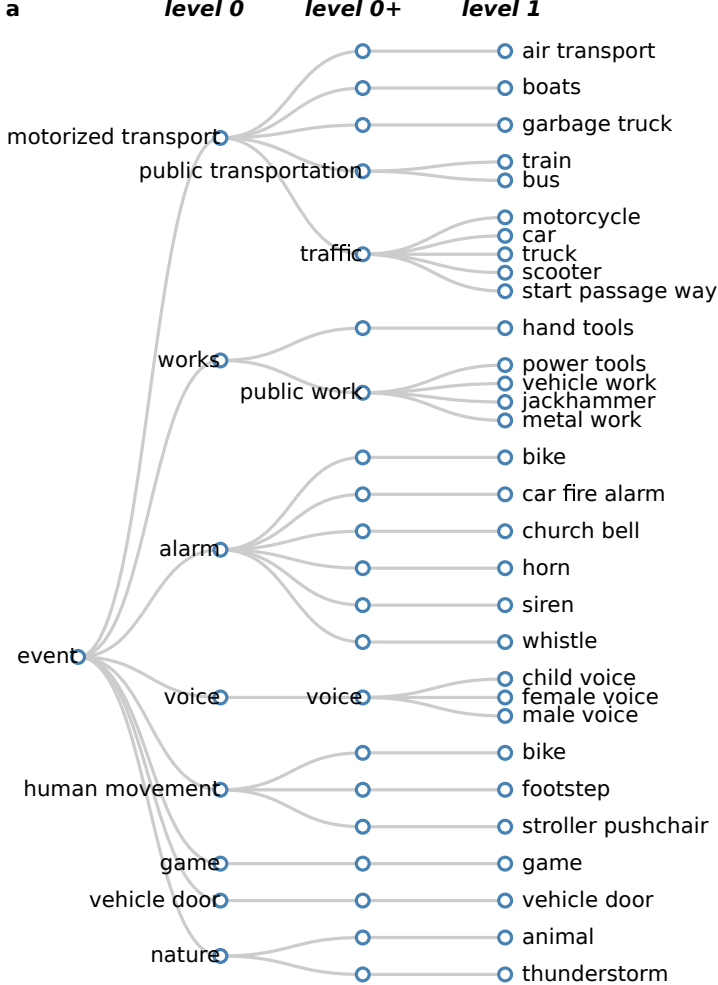 a level 0 level 0+ level 1
air transport
boats
motorized transport garbage truck
public transportation train
bus
motorcycle
car
traffic truck
scooter
start passage way
hand tools
works
power tools
vehicle work
public work jackhammer
metal work
bike
car fire alarm
church bell
alarm
horn
siren
whistle
event
child voice
voice voice female voice
male voice
bike
human movement footstep
stroller pushchair
game game
vehicle door vehicle door
animal
nature
thunderstorm